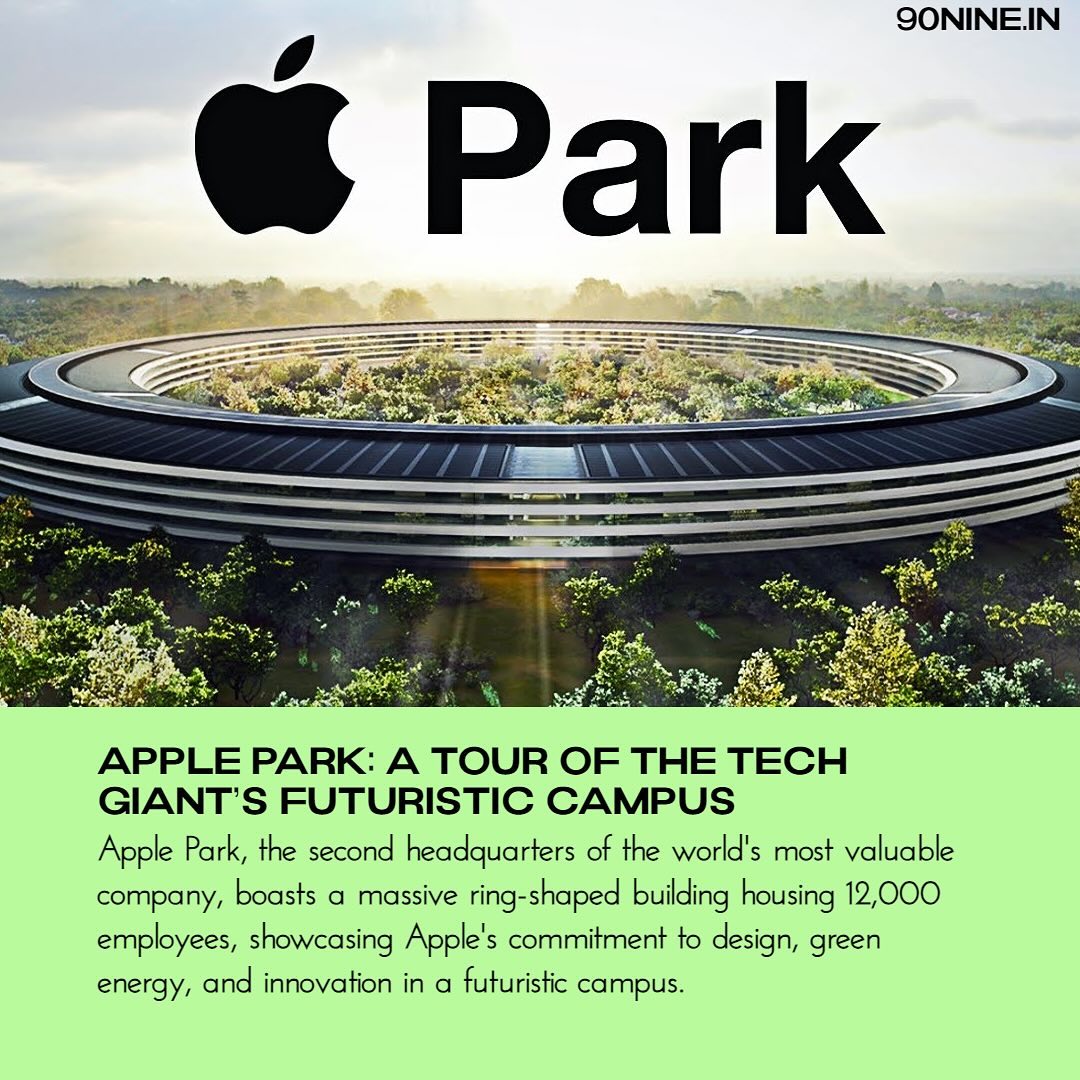 90NINE.IN
Park
APPLE PARK: A TOUR OF THE TECH
GIANT'S FUTURISTIC CAMPUS
Apple Park, the second headquarters of the world's most valuable
company, boasts a massive ring-shaped building housing 12,000
employees, showcasing Apple's commitment to design, green
energy, and innovation in a futuristic campus.